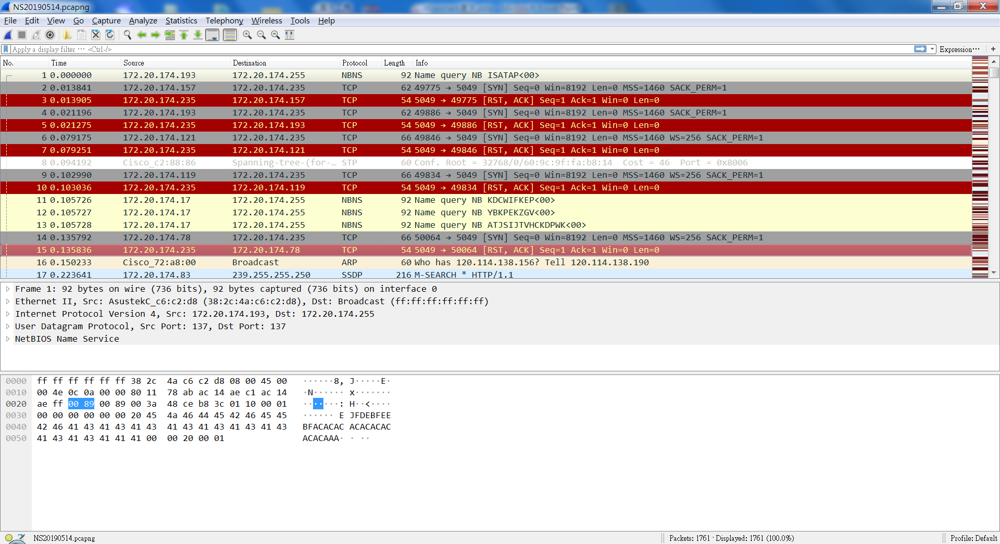 NS20190514.pcapng
File Edit View Go Capture Analyze Statistics Telephony Wireless Tools Help
Apply a display filter ··· <Ctrl-/> Expression··· +
No. Time Source Destination Protocol Length Info
1 0.000000 172.20.174.193 172.20.174.255 NBNS 92 Name query NB ISATAP<00>
2 0.013841 172.20.174.157 172.20.174.235 TCP 62 49775 → 5049 [SYN] Seq=0 Win=8192 Len=0 MSS=1460 SACK_PERM=1
3 0.013905 172.20.174.235 172.20.174.157 TCP 54 5049 → 49775 [RST, ACK] Seq=1 Ack=1 Win=0 Len=0
4 0.021196 172.20.174.193 172.20.174.235 TCP 62 49886 → 5049 [SYN] Seq=0 Win=8192 Len=0 MSS=1460 SACK_PERM=1
5 0.021275 172.20.174.235 172.20.174.193 TCP 54 5049 → 49886 [RST, ACK] Seq=1 Ack=1 Win=0 Len=0
6 0.079175 172.20.174.121 172.20.174.235 TCP 66 49846 → 5049 [SYN] Seq=0 Win=8192 Len=0 MSS=1460 WS=256 SACK_PERM=1
7 0.079251 172.20.174.235 172.20.174.121 TCP 54 5049 → 49846 [RST, ACK] Seq=1 Ack=1 Win=0 Len=0
8 0.094192 Cisco_c2:88:86 Spanning-tree-(for-… STP 60 Conf. Root = 32768/0/60:9c:9f:fa:b8:14 Cost = 46 Port = 0x8006
9 0.102990 172.20.174.119 172.20.174.235 TCP 66 49834 → 5049 [SYN] Seq=0 Win=8192 Len=0 MSS=1460 WS=256 SACK_PERM=1
10 0.103036 172.20.174.235 172.20.174.119 TCP 54 5049 → 49834 [RST, ACK] Seq=1 Ack=1 Win=0 Len=0
11 0.105726 172.20.174.17 172.20.174.255 NBNS 92 Name query NB KDCWIFKEP<00>
12 0.105727 172.20.174.17 172.20.174.255 NBNS 92 Name query NB YBKPEKZGV<00>
13 0.105728 172.20.174.17 172.20.174.255 NBNS 92 Name query NB ATJSIJTVHCKDPWK<00>
14 0.135792 172.20.174.78 172.20.174.235 TCP 66 50064 → 5049 [SYN] Seq=0 Win=8192 Len=0 MSS=1460 WS=256 SACK_PERM=1
15 0.135836 172.20.174.235 172.20.174.78 TCP 54 5049 → 50064 [RST, ACK] Seq=1 Ack=1 Win=0 Len=0
16 0.150233 Cisco_72:a8:00 Broadcast ARP 60 Who has 120.114.138.156? Tell 120.114.138.190
17 0.223641 172.20.174.83 239.255.255.250 SSDP 216 M-SEARCH * HTTP/1.1
Frame 1: 92 bytes on wire (736 bits), 92 bytes captured (736 bits) on interface 0
Ethernet II, Src: AsustekC_c6:c2:d8 (38:2c:4a:c6:c2:d8), Dst: Broadcast (ff:ff:ff:ff:ff:ff)
Internet Protocol Version 4, Src: 172.20.174.193, Dst: 172.20.174.255
User Datagram Protocol, Src Port: 137, Dst Port: 137
NetBIOS Name Service
0000 ff ff ff ff ff ff 38 2c 4a c6 c2 d8 08 00 45 00 ······8, J·····E·
0010 00 4e 0c 0a 00 00 80 11 78 ab ac 14 ae c1 ac 14 ·N······ x·······
0020 ae ff 00 89 00 89 00 3a 48 ce b8 3c 01 10 00 01 ·······: H··<····
0030 00 00 00 00 00 00 20 45 4a 46 44 45 42 46 45 45 ······ E JFDEBFEE
0040 42 46 41 43 41 43 41 43 41 43 41 43 41 43 41 43 BFACACAC ACACACAC
0050 41 43 41 43 41 41 41 00 00 20 00 01 ACACAAA· · ··
NS20190514.pcapng Packets: 1761 · Displayed: 1761 (100.0%) Profile: Default